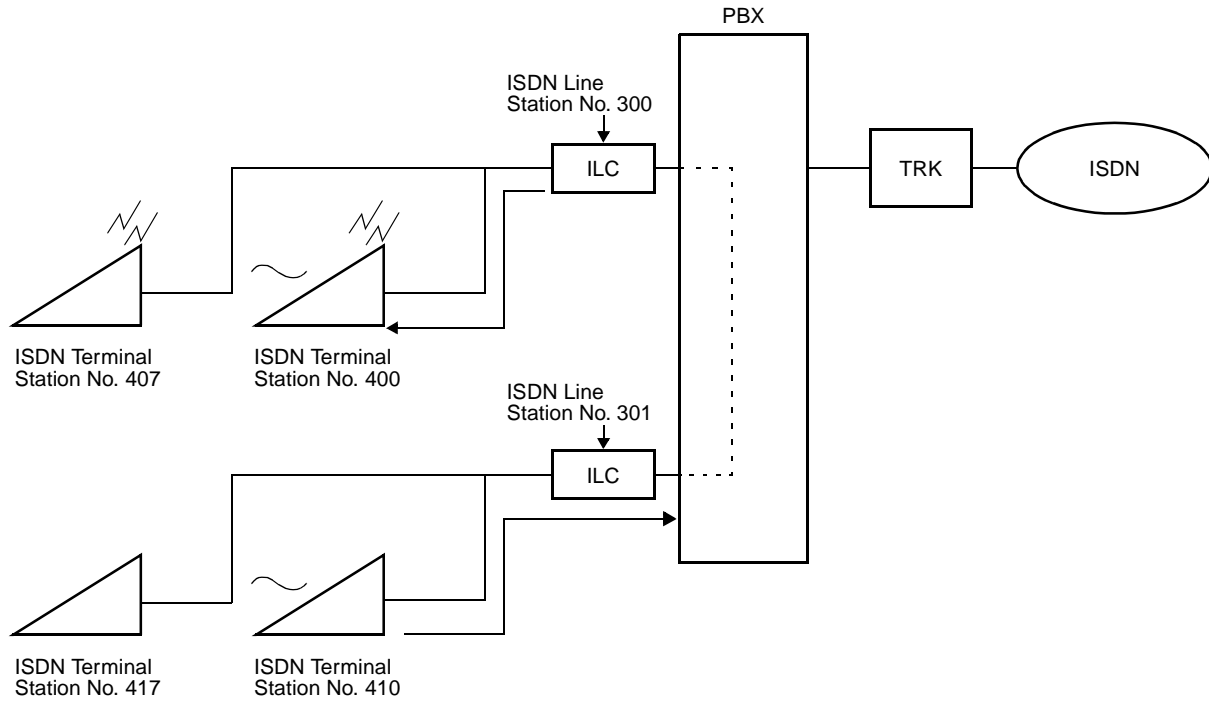 PBX
ISDN Line
Station No. 300
ILC
TRK
ISDN
ISDN Terminal
Station No. 407
ISDN Terminal
Station No. 400
ISDN Line
Station No. 301
ILC
ISDN Terminal
Station No. 417
ISDN Terminal
Station No. 410